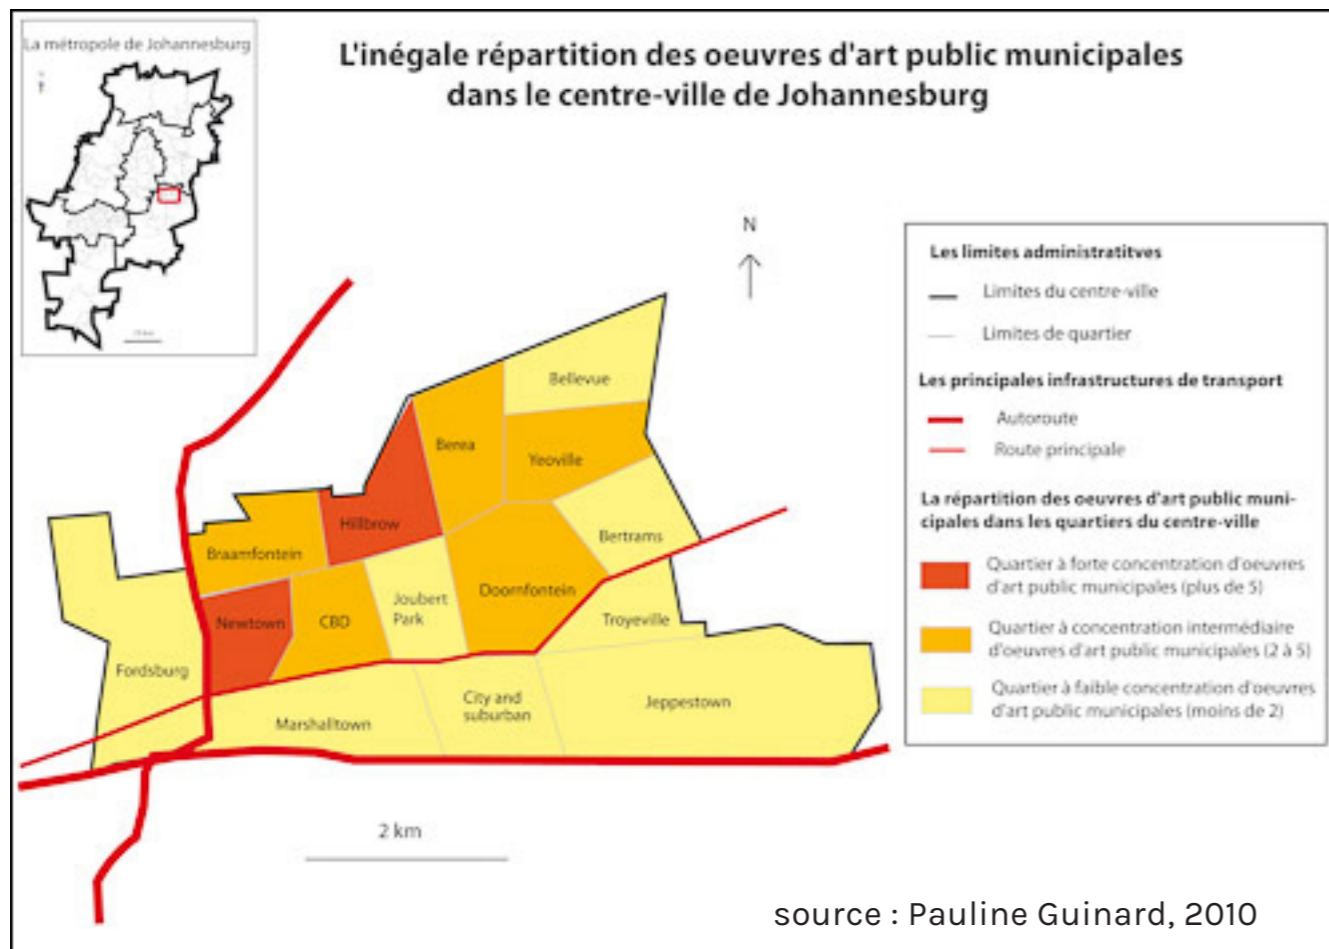 La métropole de Johannesburg
L'inégale répartition des oeuvres d'art public municipales
dans le centre-ville de Johannesburg
N
Les limites administratitves
Limites du centre-ville
Limites de quartier
Les principales infrastructures de transport
Autoroute
Route principale
La répartition des oeuvres d'art public muni-
cipales dans les quartiers du centre-ville
Quartier à forte concentration d'oeuvres
d'art public municipales (plus de 5)
Quartier à concentration intermédiaire
d'oeuvres d'art public municipales (2 à 5)
Quartier à faible concentration d'oeuvres
d'art public municipales (moins de 2)
Bellevue
Berea
Yeoville
Hillbrow
Bertrams
Braamfontein
Doornfontein
Joubert
Park
Newtown
CBD
Troyeville
Fordsburg
City and
suburban
Jeppestown
Marshalltown
2 km
source : Pauline Guinard, 2010